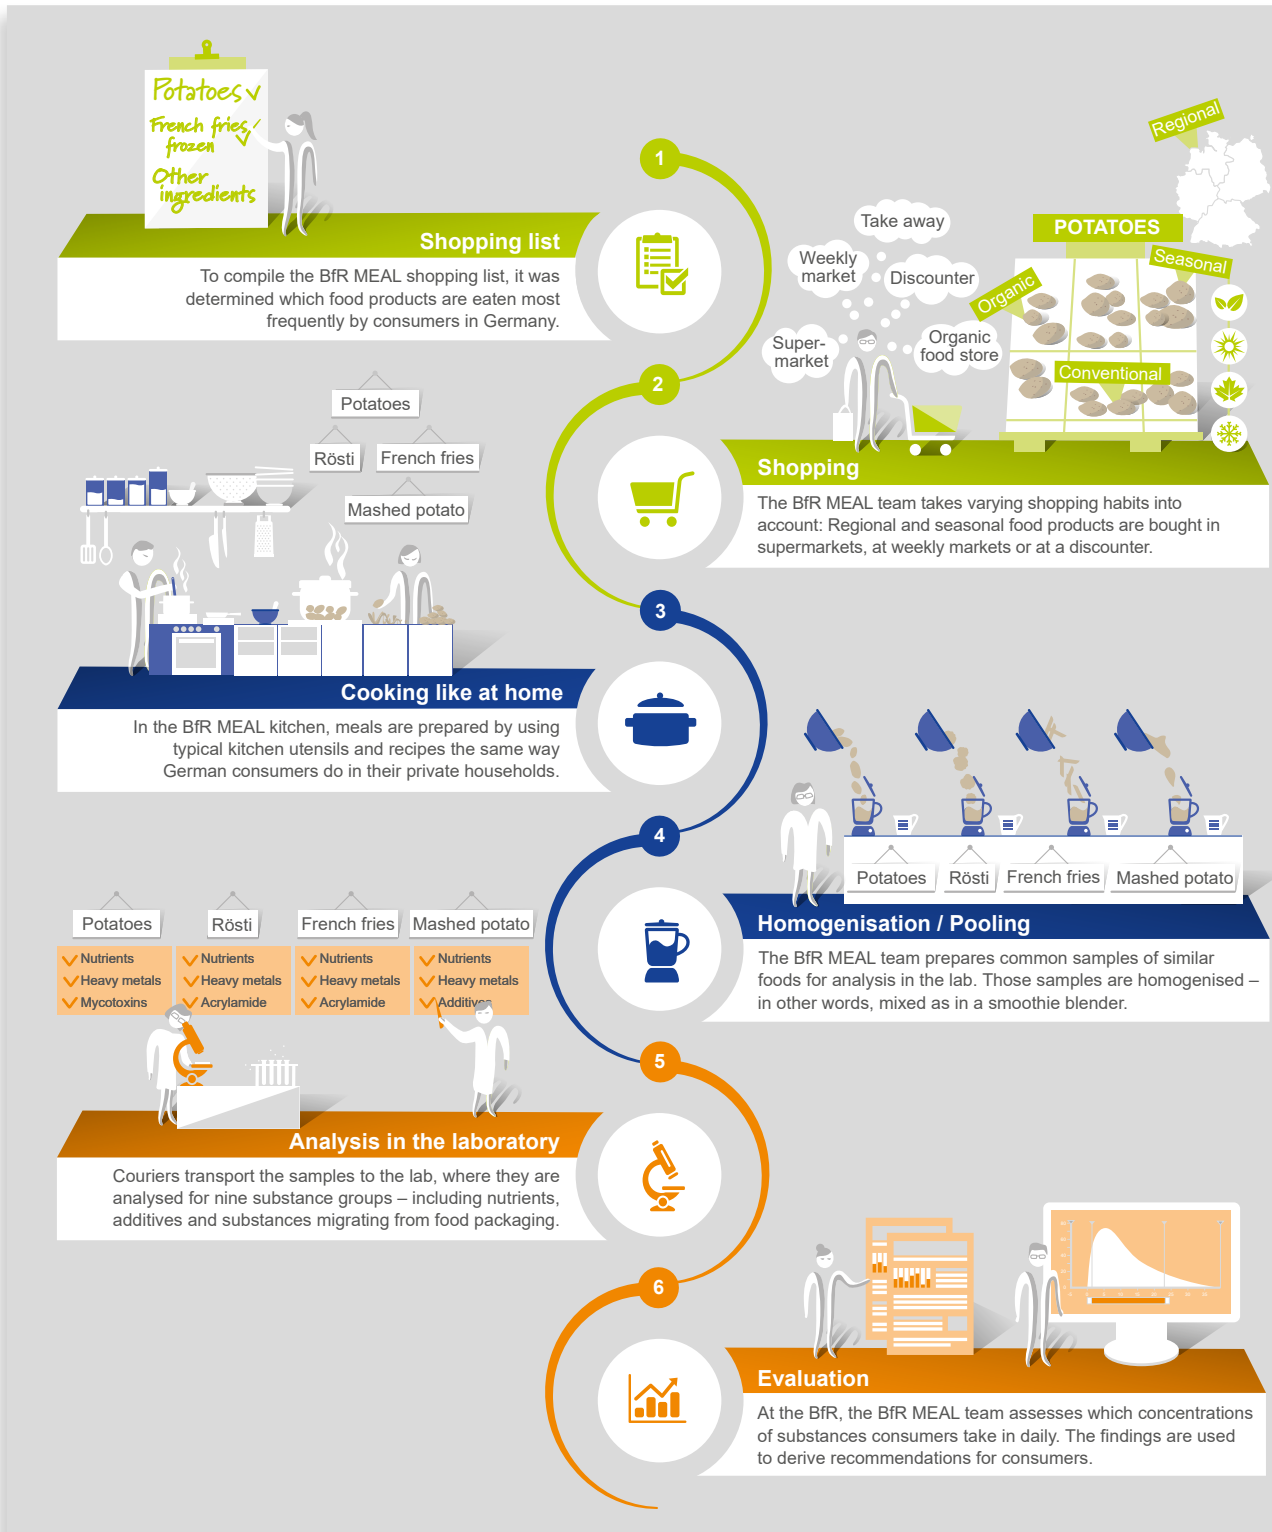 Potatoes
French fries
frozen
Other
ingredients
1
Shopping list
To compile the BfR MEAL shopping list, it was
determined which food products are eaten most
frequently by consumers in Germany.
Regional
POTATOES
Seasonal
Organic
Conventional
Take away
Weekly
market
Discounter
Super-
market
Organic
food store
2
Shopping
The BfR MEAL team takes varying shopping habits into
account: Regional and seasonal food products are bought in
supermarkets, at weekly markets or at a discounter.
Potatoes
Rösti
French fries
Mashed potato
3
Cooking like at home
In the BfR MEAL kitchen, meals are prepared by using
typical kitchen utensils and recipes the same way
German consumers do in their private households.
4
Potatoes
Rösti
French fries
Mashed potato
Homogenisation / Pooling
The BfR MEAL team prepares common samples of similar
foods for analysis in the lab. Those samples are homogenised –
in other words, mixed as in a smoothie blender.
Potatoes
Nutrients
Heavy metals
Mycotoxins
Rösti
Nutrients
Heavy metals
Acrylamide
French fries
Nutrients
Heavy metals
Acrylamide
Mashed potato
Nutrients
Heavy metals
Additives
5
Analysis in the laboratory
Couriers transport the samples to the lab, where they are
analysed for nine substance groups – including nutrients,
additives and substances migrating from food packaging.
6
Evaluation
At the BfR, the BfR MEAL team assesses which concentrations
of substances consumers take in daily. The findings are used
to derive recommendations for consumers.